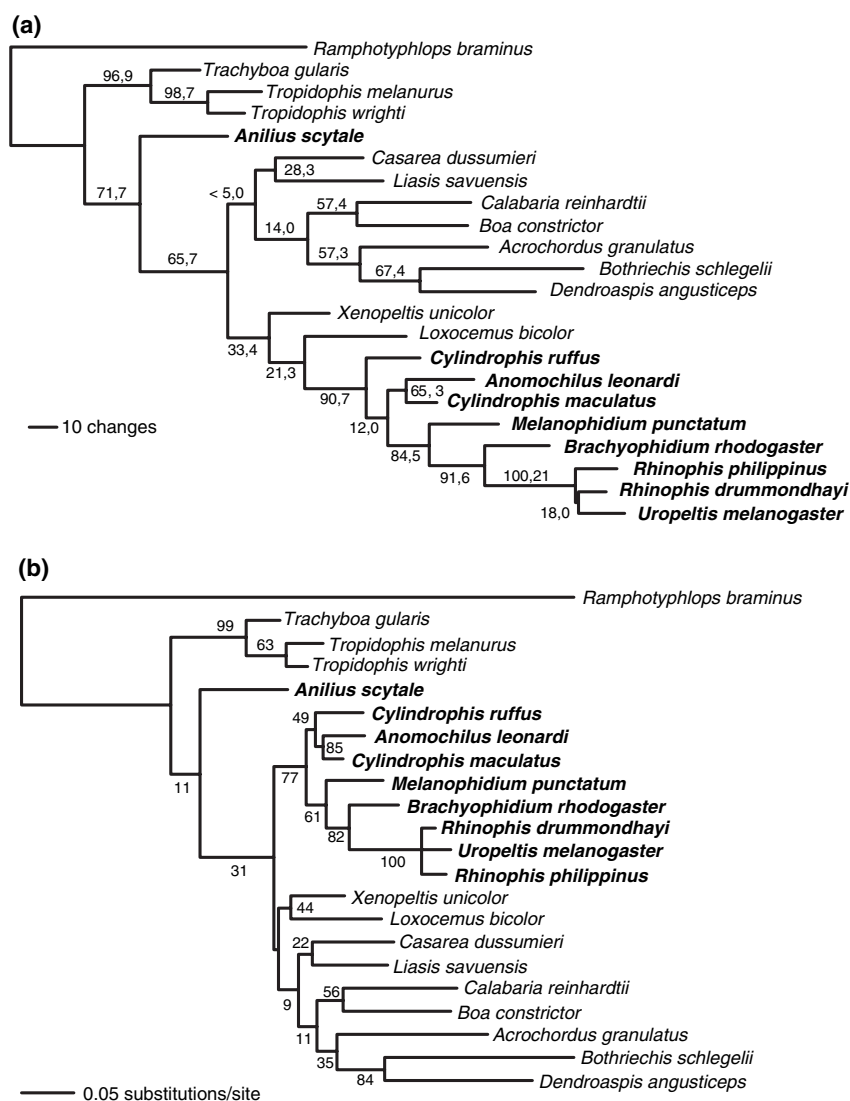 (a)
Ramphotyphlops braminus
Trachyboa gularis
96,9
Tropidophis melanurus
98,7
Tropidophis wrighti
Anilius scytale
Casarea dussumieri
28,3
Liasis savuensis
71,7
< 5,0
Calabaria reinhardtii
57,4
Boa constrictor
14,0
Acrochordus granulatus
57,3
65,7
Bothriechis schlegelii
67,4
Dendroaspis angusticeps
Xenopeltis unicolor
Loxocemus bicolor
33,4
Cylindrophis ruffus
21,3
Anomochilus leonardi
65, 3
90,7
Cylindrophis maculatus
Melanophidium punctatum
12,0
10 changes
Brachyophidium rhodogaster
84,5
Rhinophis philippinus
91,6
100,21
Rhinophis drummondhayi
18,0
Uropeltis melanogaster
(b)
Ramphotyphlops braminus
Trachyboa gularis
99
Tropidophis melanurus
63
Tropidophis wrighti
Anilius scytale
Cylindrophis ruffus
49
Anomochilus leonardi
85
Cylindrophis maculatus
77
Melanophidium punctatum
11
Brachyophidium rhodogaster
61
Rhinophis drummondhayi
82
Uropeltis melanogaster
100
31
Rhinophis philippinus
Xenopeltis unicolor
44
Loxocemus bicolor
Casarea dussumieri
22
Liasis savuensis
Calabaria reinhardtii
56
9
Boa constrictor
Acrochordus granulatus
11
Bothriechis schlegelii
35
84
Dendroaspis angusticeps
0.05 substitutions/site